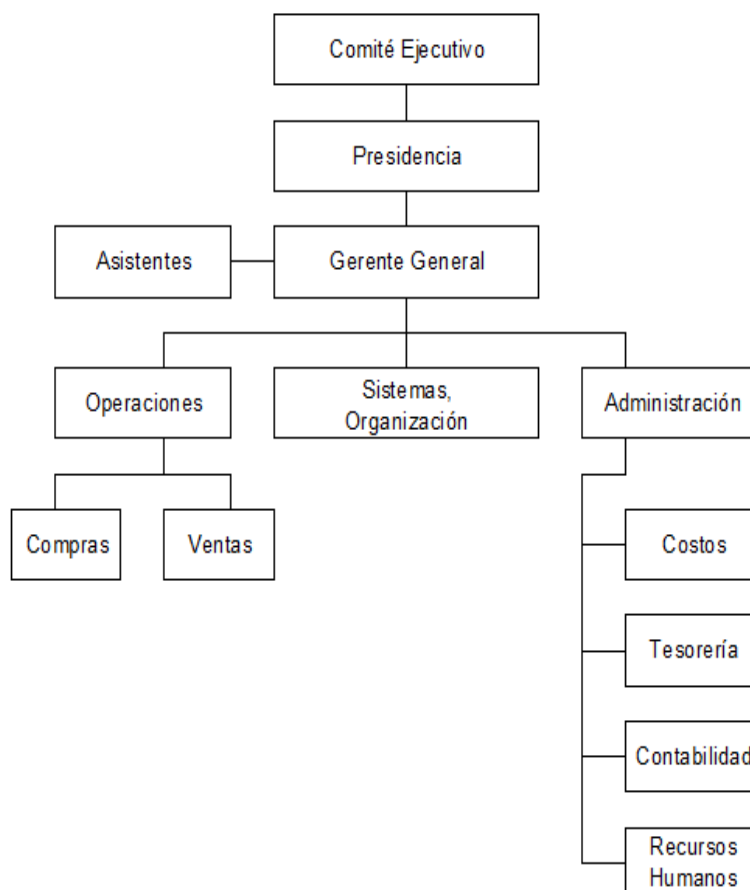 Comité Ejecutivo
Presidencia
Asistentes
Gerente General
Operaciones
Sistemas,
Organización
Administración
Compras
Ventas
Costos
Tesorería
Contabilidad
Recursos
Humanos